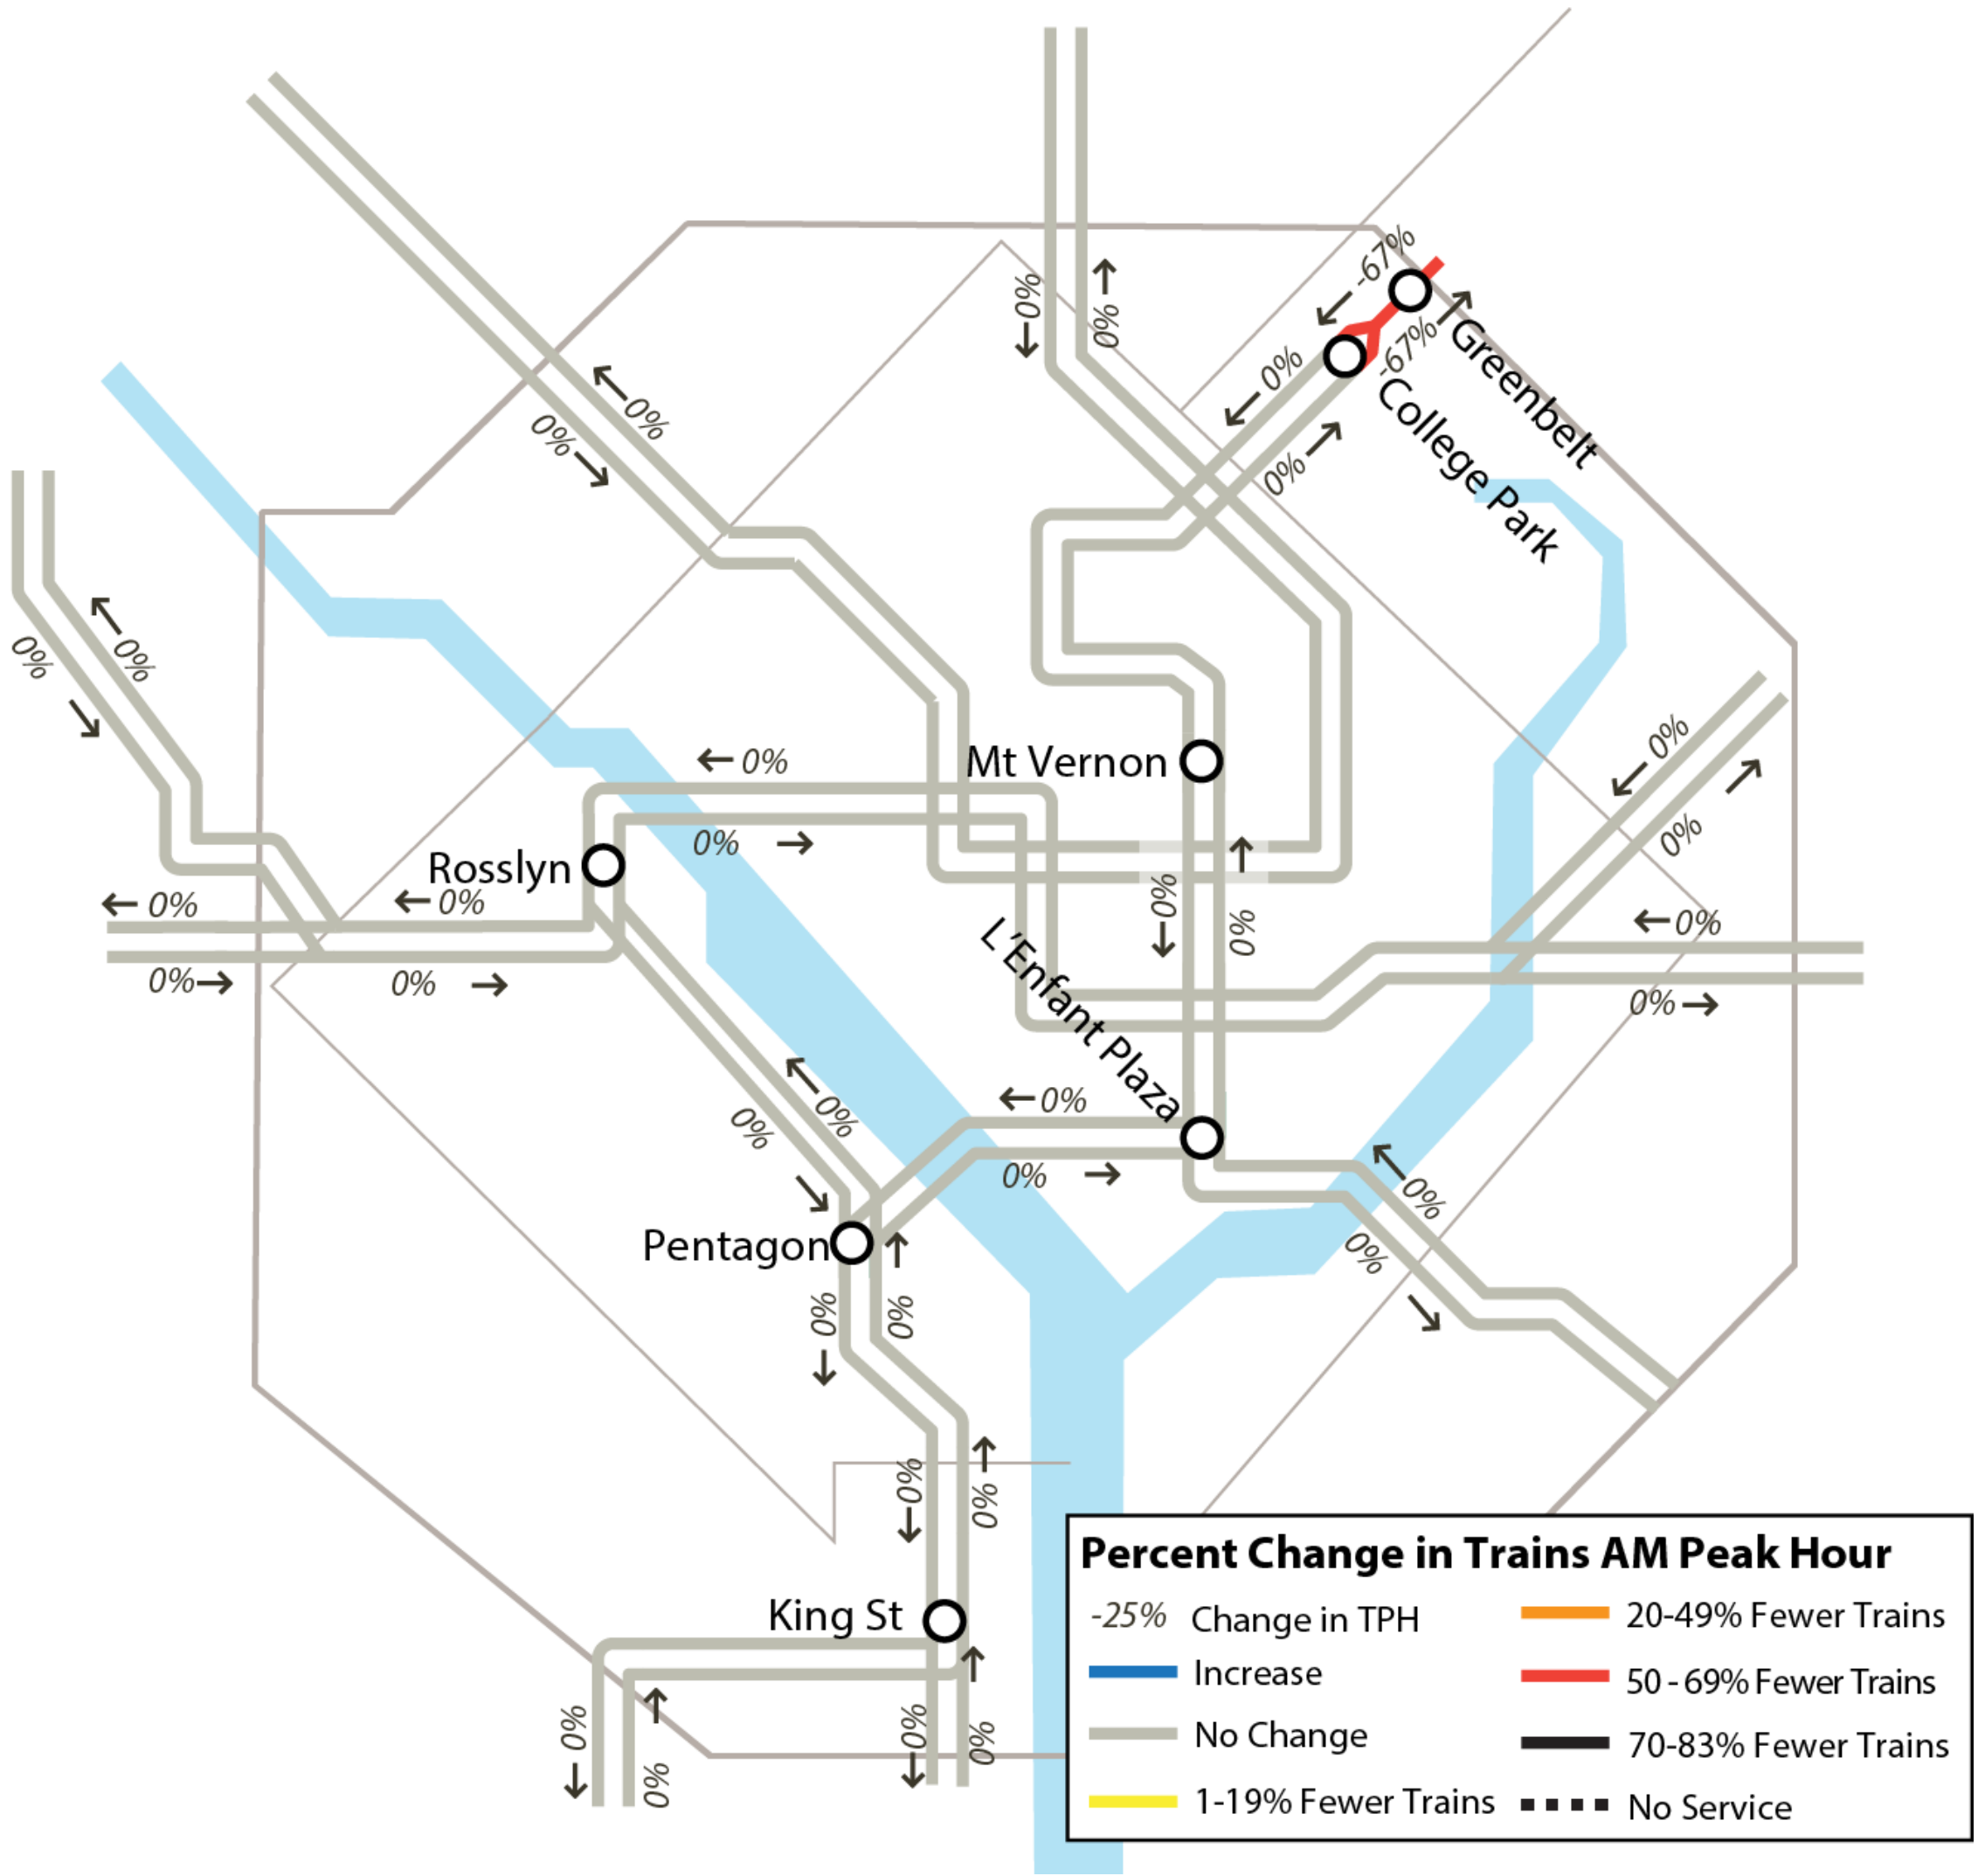 -67%
← 0%
-67%
Greenbelt
College Park
0% ←
0% →
← 0%
0% →
← 0%
0% →
← 0%
0% →
Mt Vernon
← 0%
0% →
Rosslyn
← 0%
← 0%
0% →
0% →
0% →
← 0%
← 0%
0% →
← 0%
0% →
L'Enfant Plaza
← 0%
0% →
← 0%
0% →
← 0%
0% →
Pentagon
← 0%
0% →
← 0%
0% →
King St
← 0%
0% →
← 0%
0%
Percent Change in Trains AM Peak Hour
-25% Change in TPH
Increase
No Change
1-19% Fewer Trains
20-49% Fewer Trains
50 - 69% Fewer Trains
70-83% Fewer Trains
No Service